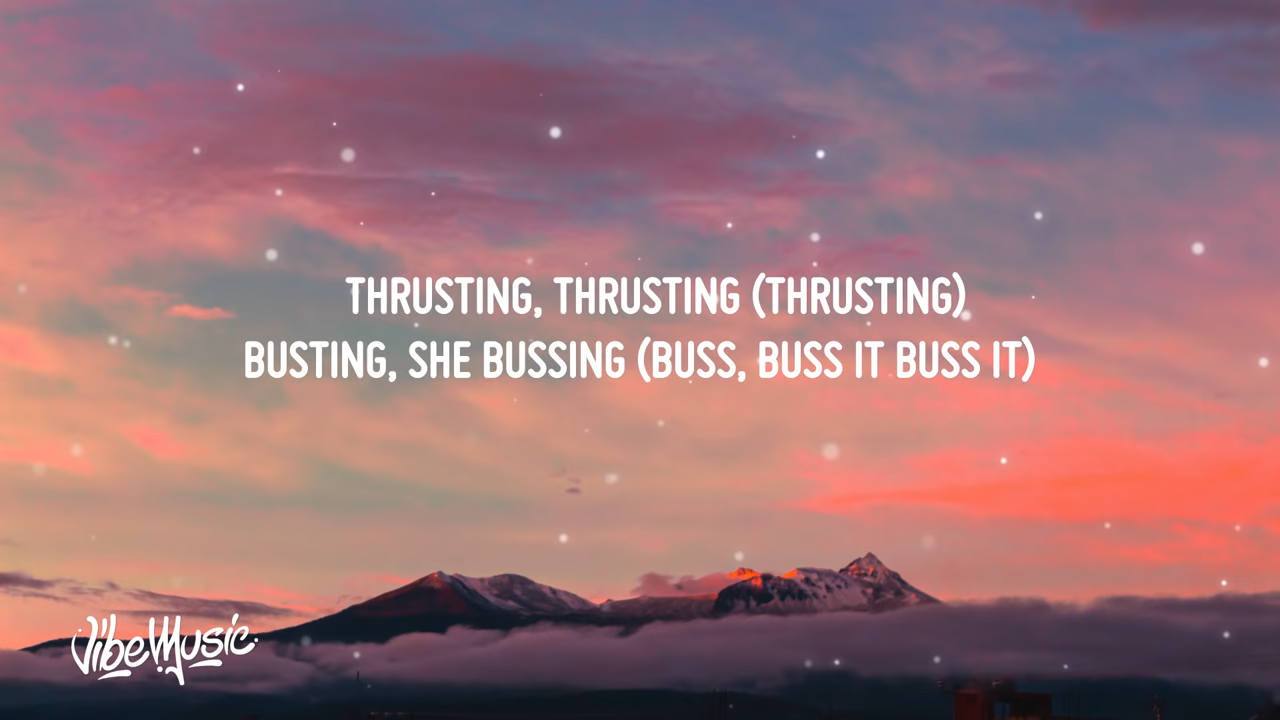 THRUSTING, THRUSTING (THRUSTING)
BUSTING, SHE BUSSING (BUSS, BUSS IT BUSS IT)
VibeMusic